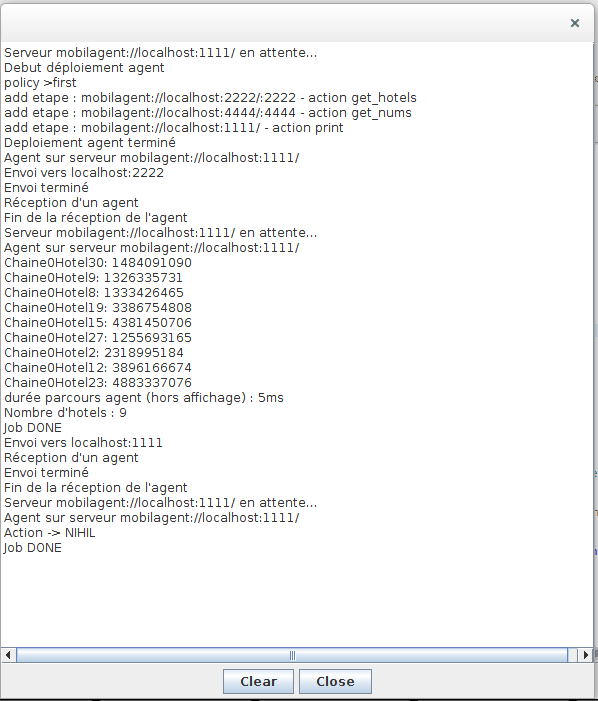 Serveur mobilagent://localhost:1111/ en attente...
Debut déploiement agent
policy >first
add etape : mobilagent://localhost:2222/:2222 - action get_hotels
add etape : mobilagent://localhost:4444/:4444 - action get_nums
add etape : mobilagent://localhost:1111/ - action print
Deploiement agent terminé
Agent sur serveur mobilagent://localhost:1111/
Envoi vers localhost:2222
Envoi terminé
Réception d'un agent
Fin de la réception de l'agent
Serveur mobilagent://localhost:1111/ en attente...
Agent sur serveur mobilagent://localhost:1111/
Chaine0Hotel30: 1484091090
Chaine0Hotel9: 1326335731
Chaine0Hotel8: 1333426465
Chaine0Hotel19: 3386754808
Chaine0Hotel15: 4381450706
Chaine0Hotel27: 1255693165
Chaine0Hotel2: 2318995184
Chaine0Hotel12: 3896166674
Chaine0Hotel23: 4883337076
durée parcours agent (hors affichage) : 5ms
Nombre d'hotels : 9
Job DONE
Envoi vers localhost:1111
Réception d'un agent
Envoi terminé
Fin de la réception de l'agent
Serveur mobilagent://localhost:1111/ en attente...
Agent sur serveur mobilagent://localhost:1111/
Action -> NIHIL
Job DONE
Clear Close